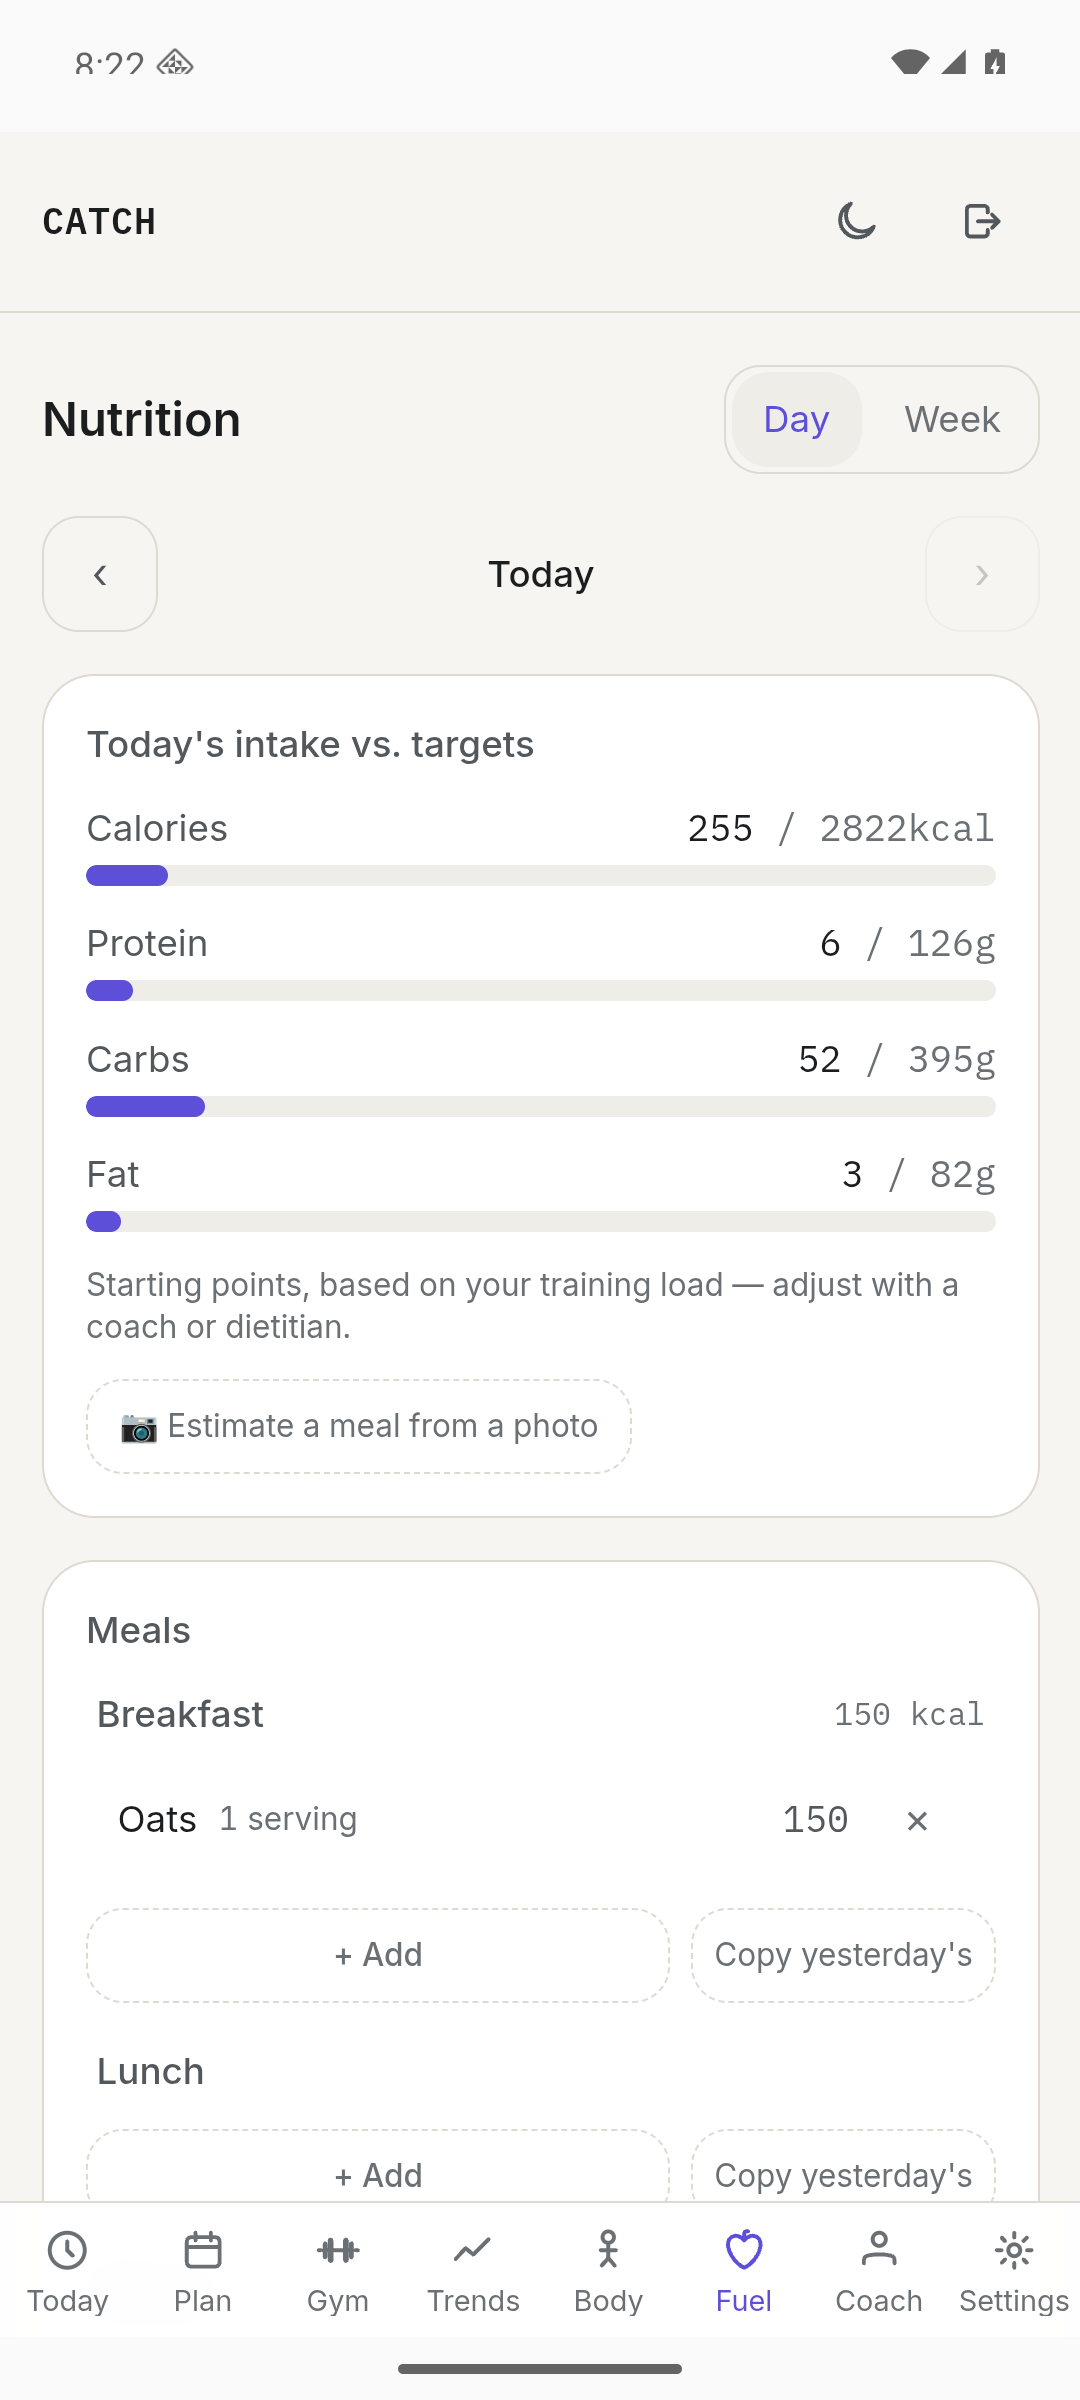 8:22
CATCH
Nutrition
Day Week
‹ Today ›
Today's intake vs. targets
Calories 255 / 2822kcal
Protein 6 / 126g
Carbs 52 / 395g
Fat 3 / 82g
Starting points, based on your training load — adjust with a
coach or dietitian.
📷 Estimate a meal from a photo
Meals
Breakfast 150 kcal
Oats 1 serving 150 ×
+ Add Copy yesterday's
Lunch
+ Add Copy yesterday's
Today Plan Gym Trends Body Fuel Coach Settings